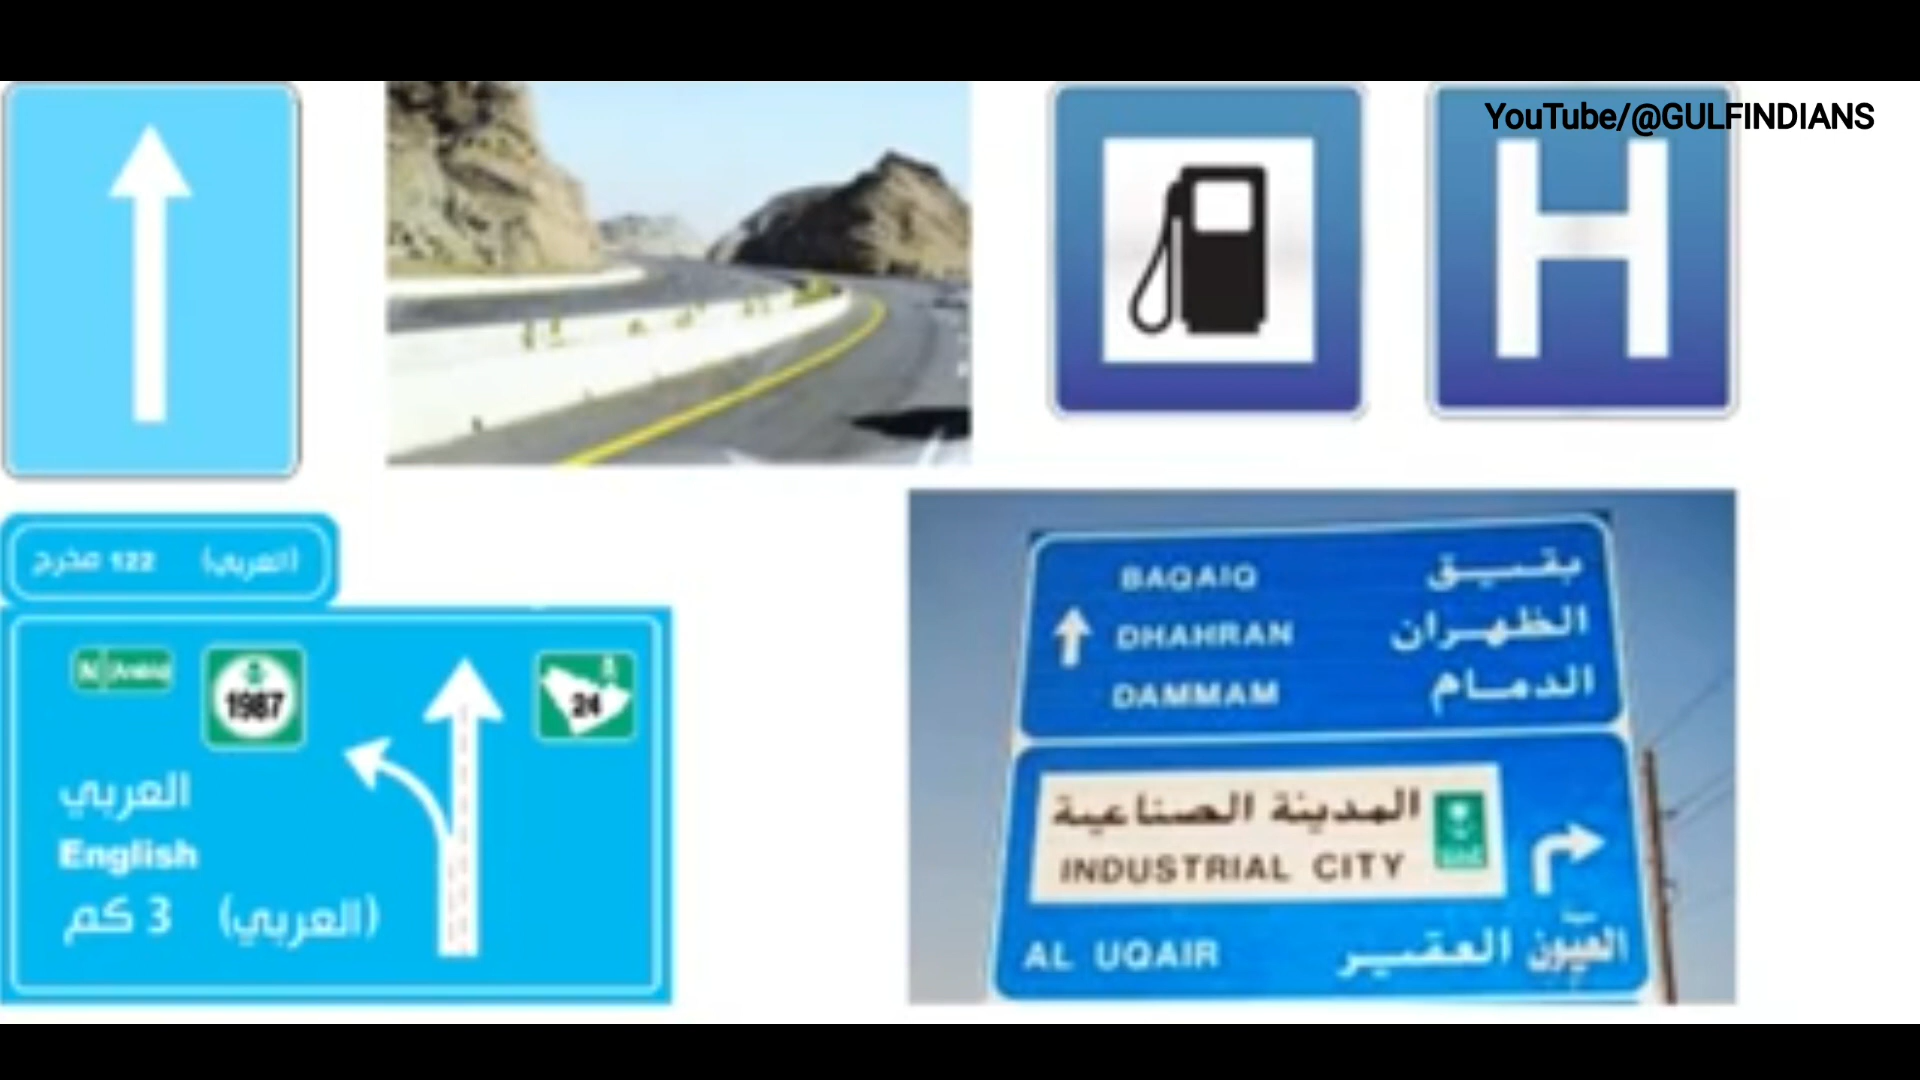 YouTube/@GULFINDIANS
H
(العربي) 122 مخرج
N
1987
24
العربي
English
(العربي) 3 كم
BAQAIQ بقيق
DHAHRAN الظهران
DAMMAM الدمام
المدينة الصناعية
INDUSTRIAL CITY
AL UQAIR العيون العقير